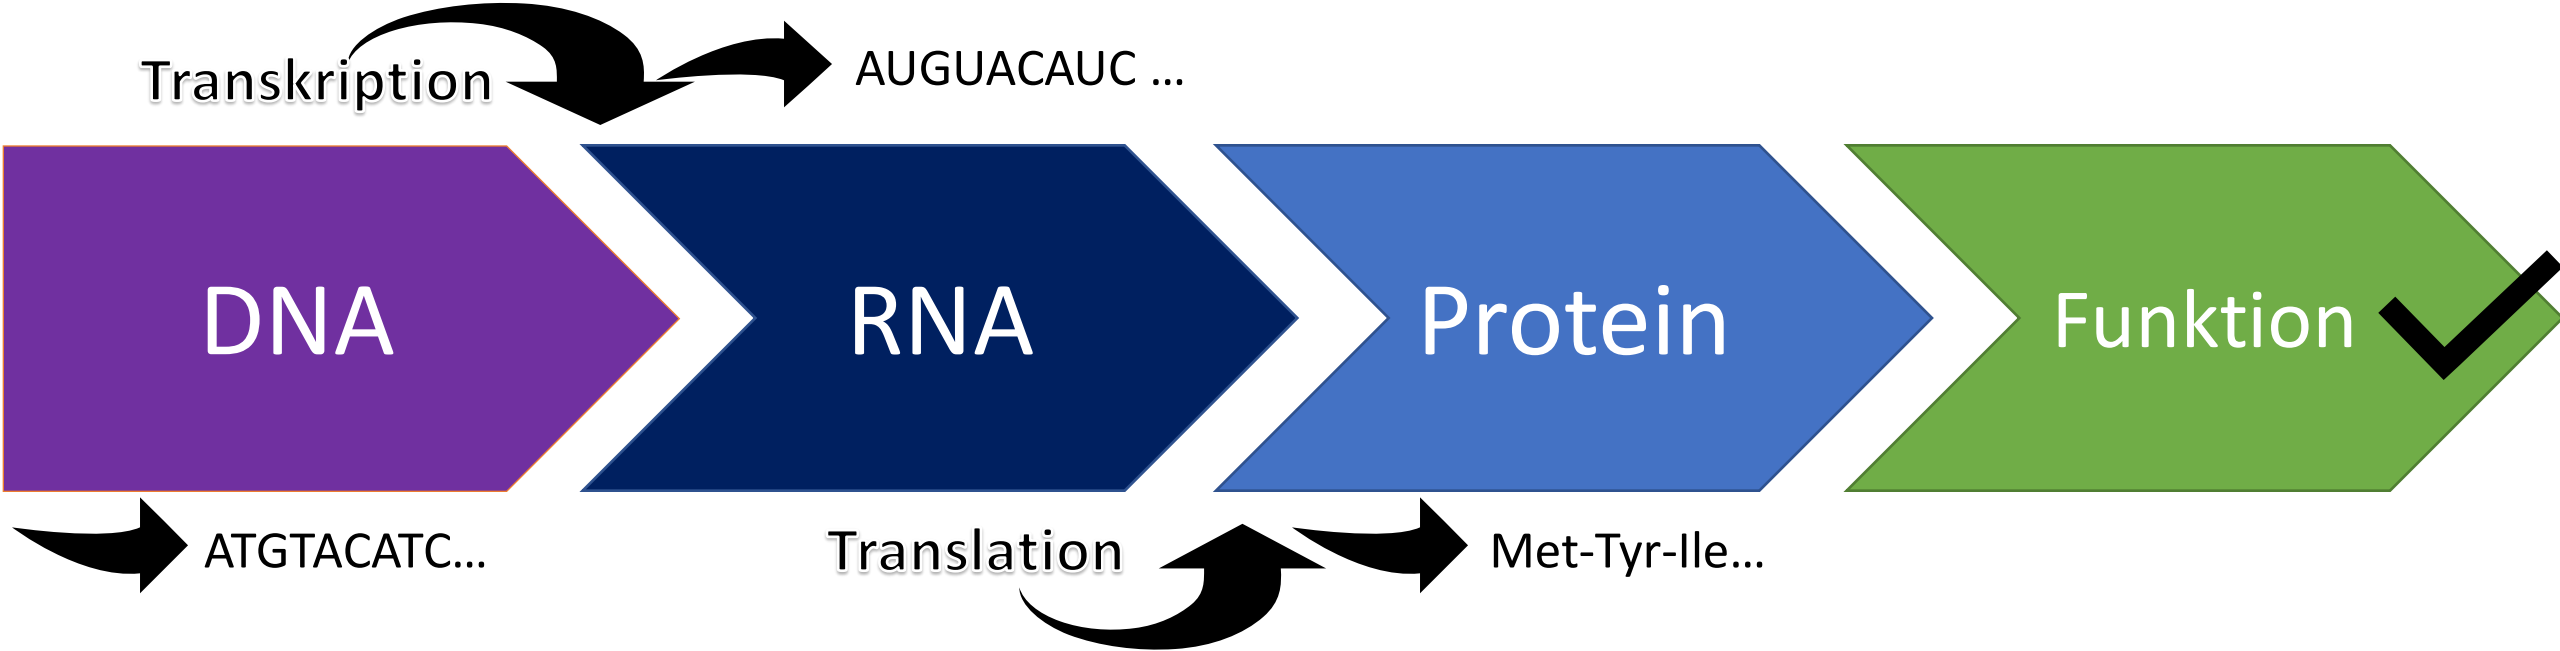 Transkription
AUGUACAUC ...
DNA
RNA
Protein
Funktion
ATGTACATC...
Translation
Met-Tyr-Ile...